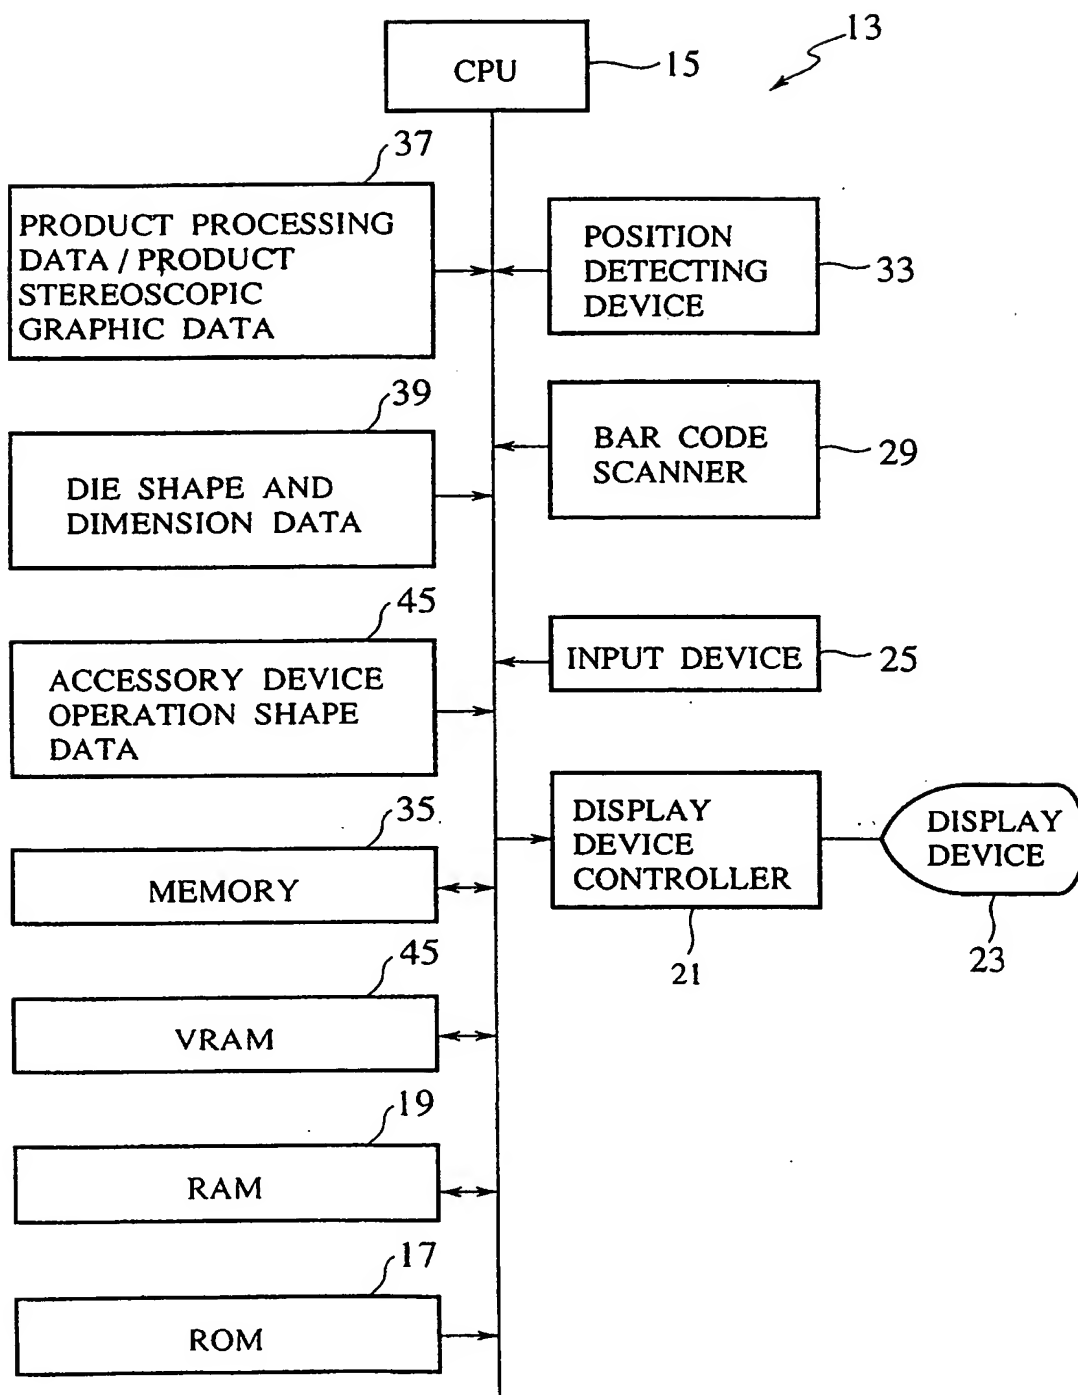 13
CPU
15
37
PRODUCT PROCESSING
DATA / PRODUCT
STEREOSCOPIC
GRAPHIC DATA
POSITION
DETECTING
DEVICE
33
39
DIE SHAPE AND
DIMENSION DATA
BAR CODE
SCANNER
29
45
ACCESSORY DEVICE
OPERATION SHAPE
DATA
INPUT DEVICE
25
35
MEMORY
DISPLAY
DEVICE
CONTROLLER
21
DISPLAY
DEVICE
23
45
VRAM
19
RAM
17
ROM